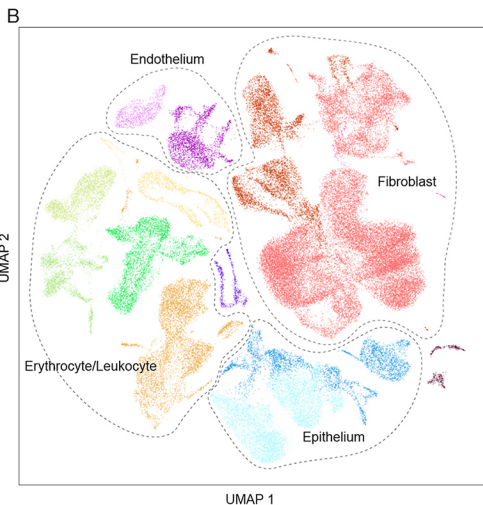 B
Endothelium
Fibroblast
UMAP 2
Erythrocyte/Leukocyte
Epithelium
UMAP 1